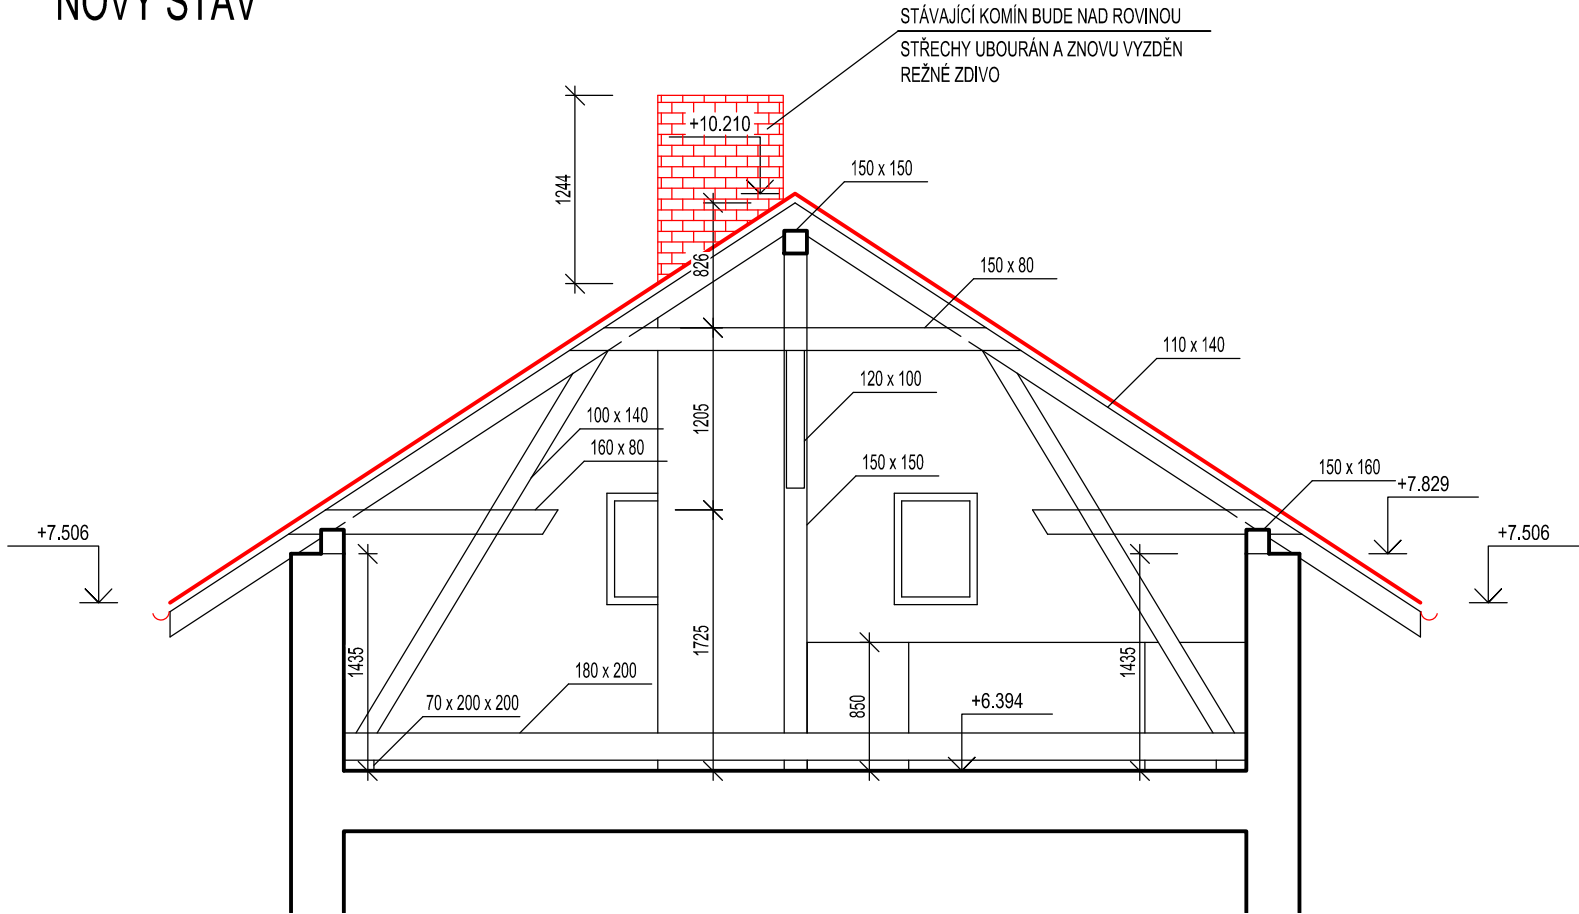 NOVÝ STAV
STÁVAJÍCÍ KOMÍN BUDE NAD ROVINOU
STŘECHY UBOURÁN A ZNOVU VYZDĚN
REŽNÉ ZDIVO
+10.210
150 x 150
1244
826
150 x 80
110 x 140
120 x 100
100 x 140
1205
160 x 80
150 x 150
150 x 160
+7.829
+7.506
+7.506
1435
1725
1435
180 x 200
70 x 200 x 200
850
+6.394